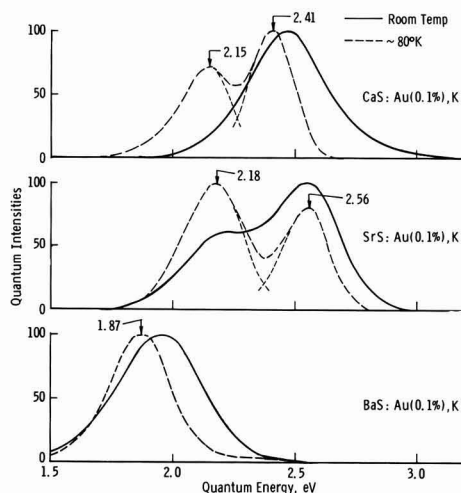 2.41
Room Temp
2.15
~80°K
100
50
CaS: Au(0.1%),K
0
Quantum Intensities
2.18
100
2.56
50
SrS: Au(0.1%),K
0
1.87
100
50
BaS: Au(0.1%),K
0
1.5 2.0 2.5 3.0
Quantum Energy, eV